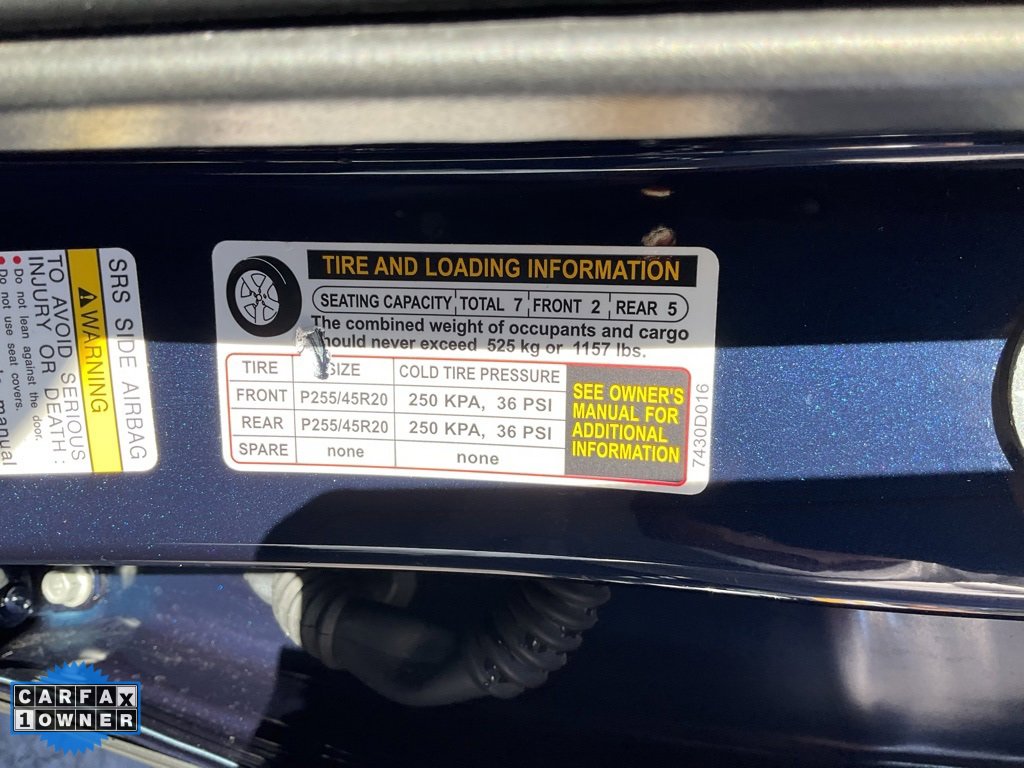 TIRE AND LOADING INFORMATION
SEATING CAPACITY TOTAL 7 FRONT 2 REAR 5
The combined weight of occupants and cargo
should never exceed 525 kg or 1157 lbs.
TIRE SIZE COLD TIRE PRESSURE
FRONT P255/45R20 250 KPA, 36 PSI
REAR P255/45R20 250 KPA, 36 PSI
SPARE none none
SEE OWNER'S
MANUAL FOR
ADDITIONAL
INFORMATION
7430D016
SRS SIDE AIRBAG
WARNING
TO AVOID SERIOUS
INJURY OR DEATH:
• Do not lean against the door.
• Do not use seat covers.
manual
CARFAX
1 OWNER